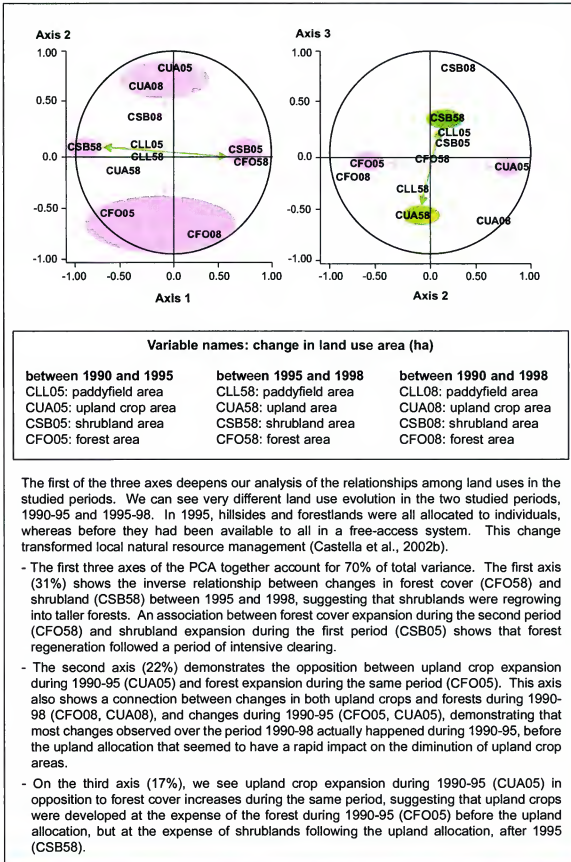 Axis 2
1.00
0.50
0.0
-0.50
-1.00
CUA05
CUA08
CSB08
CSB58
CLL05
CLL58
CSB05
CFO58
CUA58
CFO05
CFO08
-1.00 -0.50 0.0 0.50 1.00
Axis 1
Axis 3
1.00
0.50
0.0
-0.50
-1.00
CSB08
CSB58
CLL05
CSB05
CFO05
CFO58
CUA05
CFO08
CLL58
CUA58
CUA08
-1.00 -0.50 0.0 0.50 1.00
Axis 2
Variable names: change in land use area (ha)
between 1990 and 1995
CLL05: paddyfield area
CUA05: upland crop area
CSB05: shrubland area
CFO05: forest area
between 1995 and 1998
CLL58: paddyfield area
CUA58: upland area
CSB58: shrubland area
CFO58: forest area
between 1990 and 1998
CLL08: paddyfield area
CUA08: upland crop area
CSB08: shrubland area
CFO08: forest area
The first of the three axes deepens our analysis of the relationships among land uses in the
studied periods. We can see very different land use evolution in the two studied periods,
1990-95 and 1995-98. In 1995, hillsides and forestlands were all allocated to individuals,
whereas before they had been available to all in a free-access system. This change
transformed local natural resource management (Castella et al., 2002b).
- The first three axes of the PCA together account for 70% of total variance. The first axis
(31%) shows the inverse relationship between changes in forest cover (CFO58) and
shrubland (CSB58) between 1995 and 1998, suggesting that shrublands were regrowing
into taller forests. An association between forest cover expansion during the second period
(CFO58) and shrubland expansion during the first period (CSB05) shows that forest
regeneration followed a period of intensive clearing.
- The second axis (22%) demonstrates the opposition between upland crop expansion
during 1990-95 (CUA05) and forest expansion during the same period (CFO05). This axis
also shows a connection between changes in both upland crops and forests during 1990-
98 (CFO08, CUA08), and changes during 1990-95 (CFO05, CUA05), demonstrating that
most changes observed over the period 1990-98 actually happened during 1990-95, before
the upland allocation that seemed to have a rapid impact on the diminution of upland crop
areas.
- On the third axis (17%), we see upland crop expansion during 1990-95 (CUA05) in
opposition to forest cover increases during the same period, suggesting that upland crops
were developed at the expense of the forest during 1990-95 (CFO05) before the upland
allocation, but at the expense of shrublands following the upland allocation, after 1995
(CSB58).